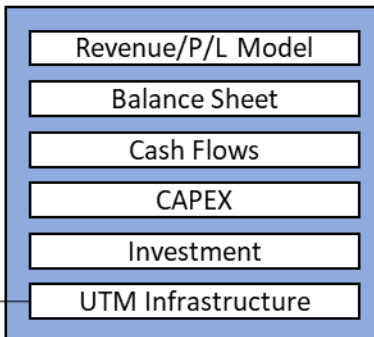 Revenue/P/L Model
Balance Sheet
Cash Flows
CAPEX
Investment
UTM Infrastructure